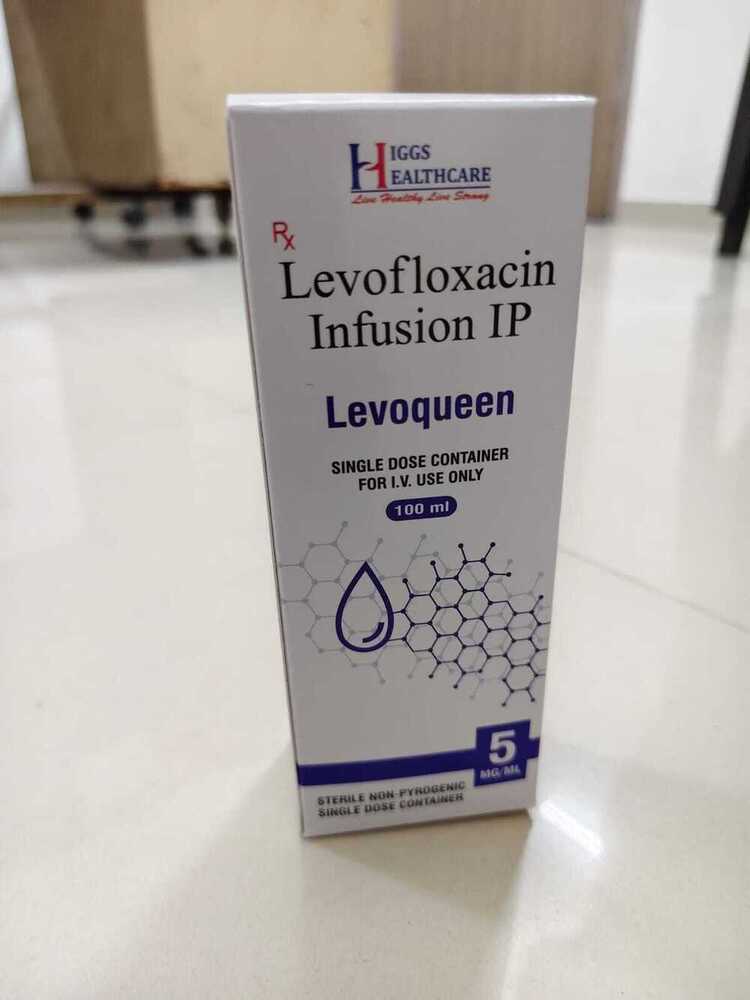 HIGGS
HEALTHCARE
Live Healthy Live Strong
Rx
Levofloxacin
Infusion IP
Levoqueen
SINGLE DOSE CONTAINER
FOR I.V. USE ONLY
100 ml
5
MG/ML
STERILE NON-PYROGENIC
SINGLE DOSE CONTAINER